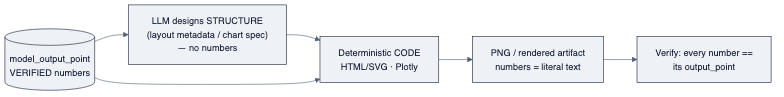 model_output_point
VERIFIED numbers
LLM designs STRUCTURE
(layout metadata / chart spec)
— no numbers
Deterministic CODE
HTML/SVG · Plotly
PNG / rendered artifact
numbers = literal text
Verify: every number ==
its output_point